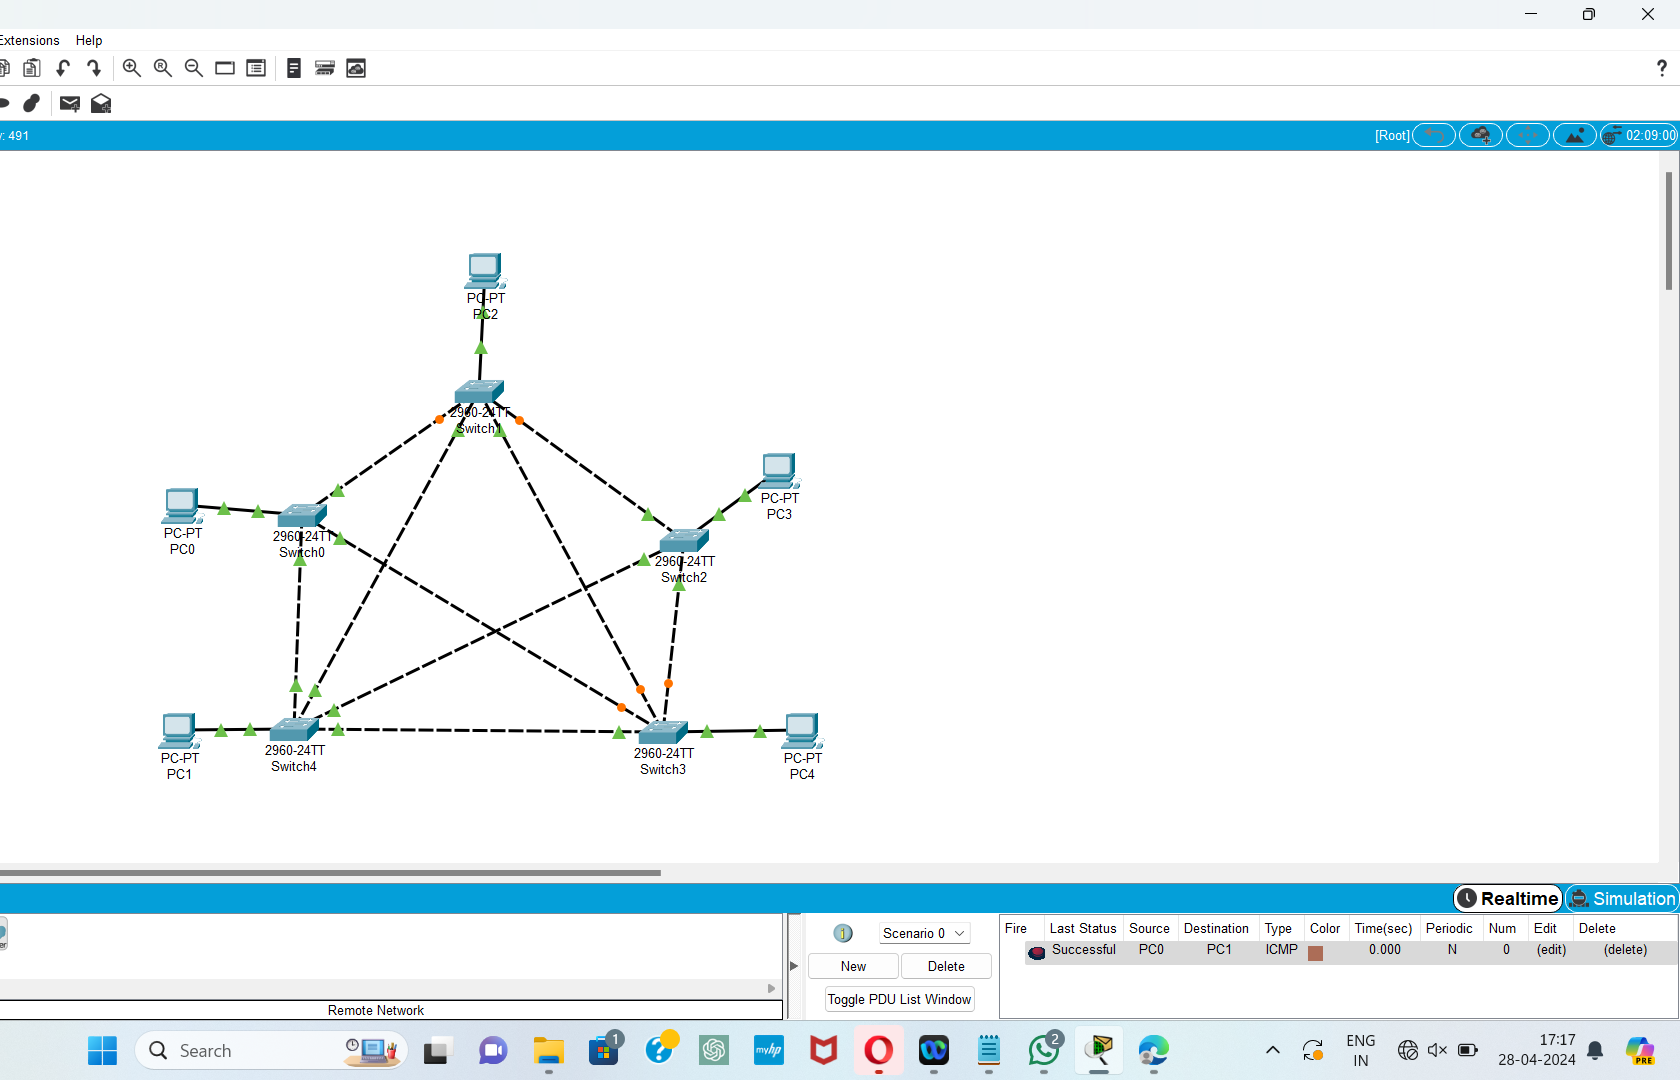 Extensions Help
?
: 491
[Root]
02:09:00
PC-PT
PC2
2960-24TT
Switch1
PC-PT
PC3
PC-PT
PC0
2960-24TT
Switch0
2960-24TT
Switch2
PC-PT
PC1
2960-24TT
Switch4
2960-24TT
Switch3
PC-PT
PC4
Realtime Simulation
Scenario 0
New Delete
Toggle PDU List Window
Fire Last Status Source Destination Type Color Time(sec) Periodic Num Edit Delete
Successful PC0 PC1 ICMP 0.000 N 0 (edit) (delete)
Remote Network
Search
1
myhp
2
ENG
IN
17:17
28-04-2024
PRE